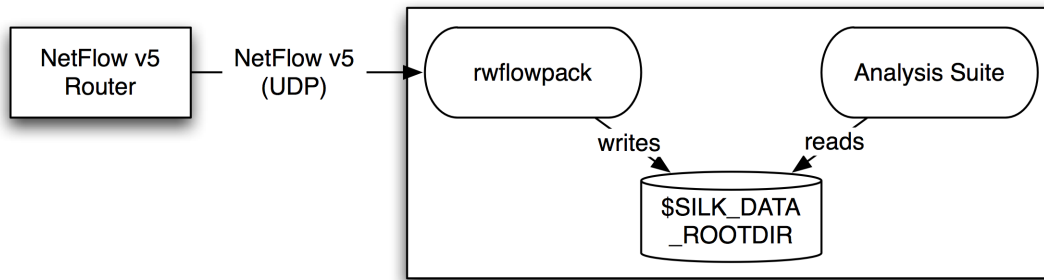 NetFlow v5
Router
NetFlow v5
(UDP)
rwflowpack
Analysis Suite
writes
reads
$SILK_DATA
_ROOTDIR